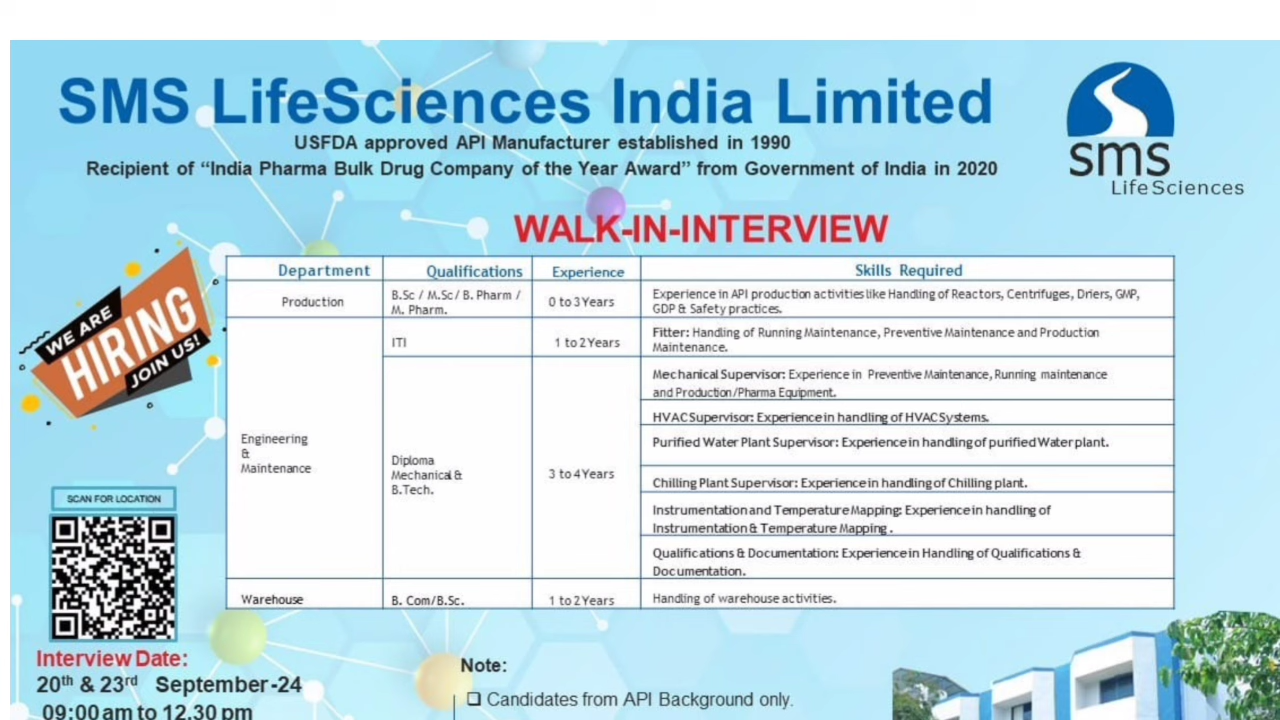 SMS LifeSciences India Limited
USFDA approved API Manufacturer established in 1990
Recipient of “India Pharma Bulk Drug Company of the Year Award” from Government of India in 2020
sms
LifeSciences
WALK-IN-INTERVIEW
WE ARE
HIRING
JOIN US!
Department Qualifications Experience Skills Required
Production B.Sc / M.Sc / B. Pharm / M. Pharm. 0 to 3 Years Experience in API production activities like Handling of Reactors, Centrifuges, Driers, GMP,
GDP & Safety practices.
Engineering
&
Maintenance
ITI 1 to 2 Years Fitter: Handling of Running Maintenance, Preventive Maintenance and Production
Maintenance.
Diploma
Mechanical &
B.Tech.
3 to 4 Years
Mechanical Supervisor: Experience in Preventive Maintenance, Running maintenance
and Production/Pharma Equipment.
HVAC Supervisor: Experience in handling of HVAC Systems.
Purified Water Plant Supervisor: Experience in handling of purified Water plant.
Chilling Plant Supervisor: Experience in handling of Chilling plant.
Instrumentation and Temperature Mapping: Experience in handling of
Instrumentation & Temperature Mapping .
Qualifications & Documentation: Experience in Handling of Qualifications &
Documentation.
Warehouse B. Com/B.Sc. 1 to 2 Years Handling of warehouse activities.
SCAN FOR LOCATION
Interview Date:
20th & 23rd September-24
09:00 am to 12.30 pm
Note:
❑ Candidates from API Background only.